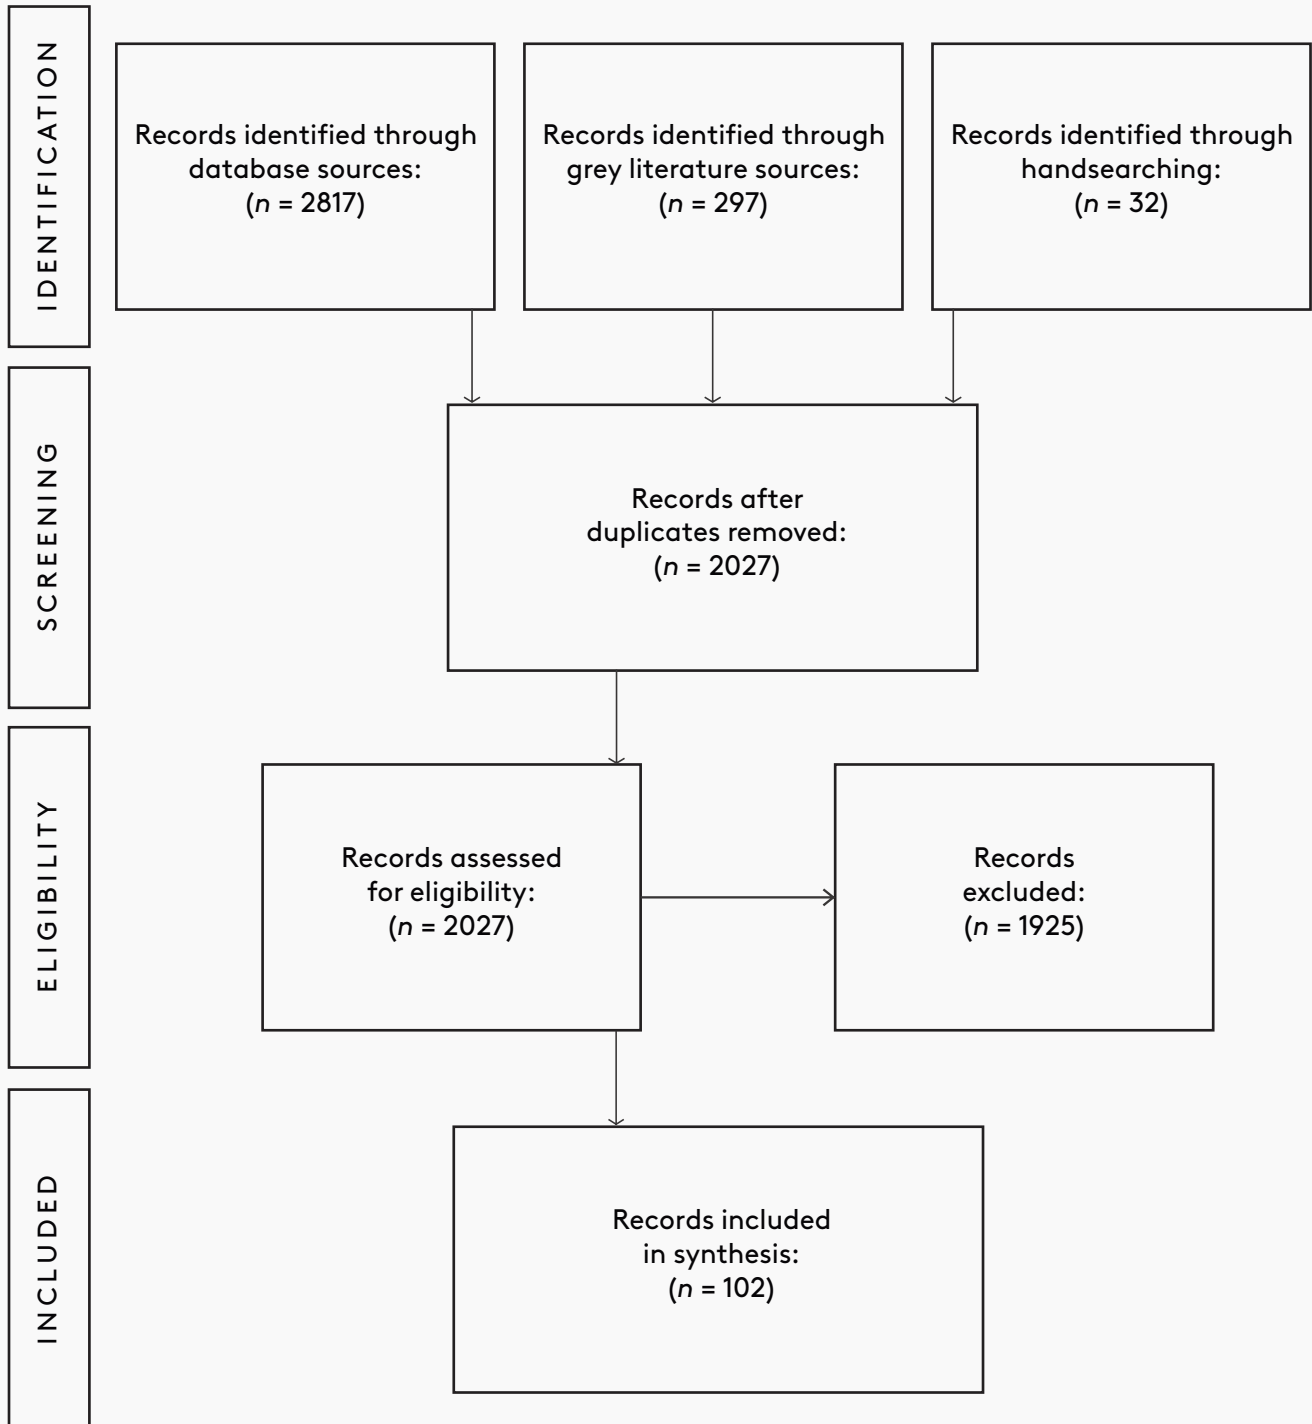 IDENTIFICATION
Records identified through
database sources:
(n = 2817)
Records identified through
grey literature sources:
(n = 297)
Records identified through
handsearching:
(n = 32)
SCREENING
Records after
duplicates removed:
(n = 2027)
ELIGIBILITY
Records assessed
for eligibility:
(n = 2027)
Records
excluded:
(n = 1925)
INCLUDED
Records included
in synthesis:
(n = 102)